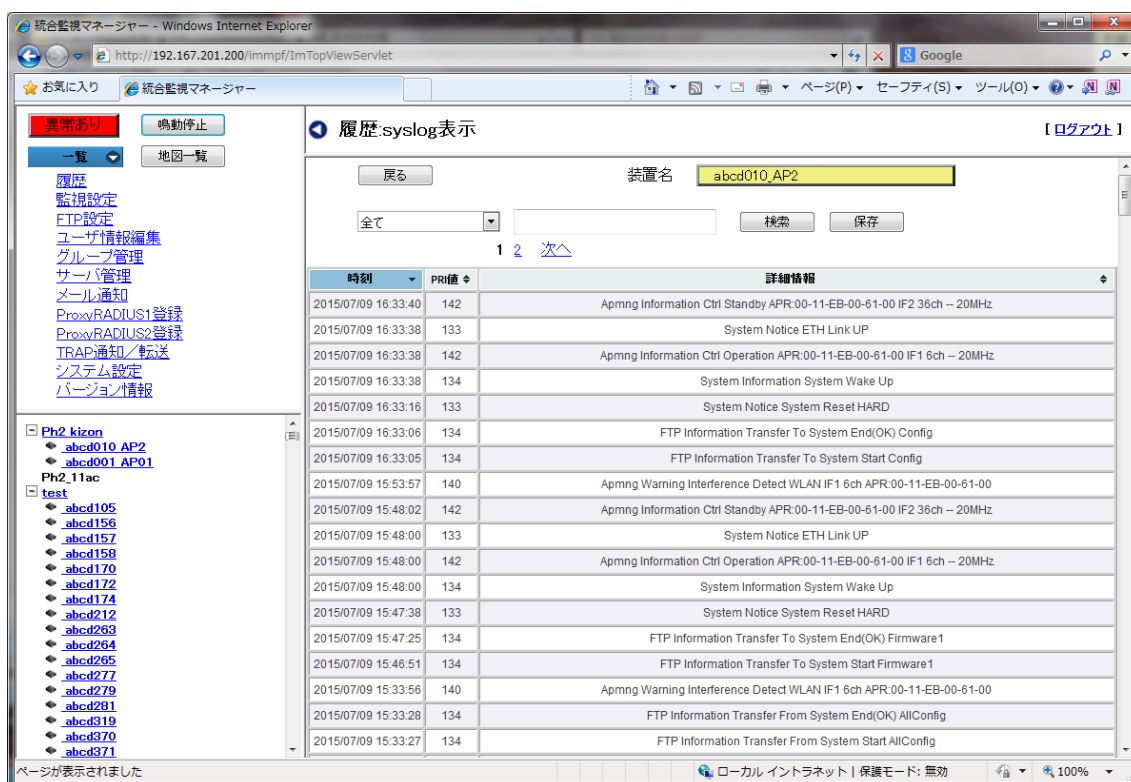 統合監視マネージャー - Windows Internet Explorer
http://192.167.201.200/immpf/ImTopViewServlet
Google
お気に入り
統合監視マネージャー
ページ(P) セーフティ(S) ツール(O)
異常あり 鳴動停止
一覧 地図一覧
履歴
監視設定
FTP設定
ユーザ情報編集
グループ管理
サーバ管理
メール通知
ProxyRADIUS1登録
ProxyRADIUS2登録
TRAP通知／転送
システム設定
バージョン情報
Ph2_kizon
abcd010_AP2
abcd001_AP01
Ph2_11ac
test
abcd105
abcd156
abcd157
abcd158
abcd170
abcd172
abcd174
abcd212
abcd263
abcd264
abcd265
abcd277
abcd279
abcd281
abcd319
abcd370
abcd371
履歴:syslog表示
[ ログアウト ]
戻る 装置名 abcd010_AP2
全て 検索 保存
1 2 次へ
時刻 PRI値 詳細情報
2015/07/09 16:33:40 142 Apmng Information Ctrl Standby APR:00-11-EB-00-61-00 IF2 36ch -- 20MHz
2015/07/09 16:33:38 133 System Notice ETH Link UP
2015/07/09 16:33:38 142 Apmng Information Ctrl Operation APR:00-11-EB-00-61-00 IF1 6ch -- 20MHz
2015/07/09 16:33:38 134 System Information System Wake Up
2015/07/09 16:33:16 133 System Notice System Reset HARD
2015/07/09 16:33:06 134 FTP Information Transfer To System End(OK) Config
2015/07/09 16:33:05 134 FTP Information Transfer To System Start Config
2015/07/09 15:53:57 140 Apmng Warning Interference Detect WLAN IF1 6ch APR:00-11-EB-00-61-00
2015/07/09 15:48:02 142 Apmng Information Ctrl Standby APR:00-11-EB-00-61-00 IF2 36ch -- 20MHz
2015/07/09 15:48:00 133 System Notice ETH Link UP
2015/07/09 15:48:00 142 Apmng Information Ctrl Operation APR:00-11-EB-00-61-00 IF1 6ch -- 20MHz
2015/07/09 15:48:00 134 System Information System Wake Up
2015/07/09 15:47:38 133 System Notice System Reset HARD
2015/07/09 15:47:25 134 FTP Information Transfer To System End(OK) Firmware1
2015/07/09 15:46:51 134 FTP Information Transfer To System Start Firmware1
2015/07/09 15:33:56 140 Apmng Warning Interference Detect WLAN IF1 6ch APR:00-11-EB-00-61-00
2015/07/09 15:33:28 134 FTP Information Transfer From System End(OK) AllConfig
2015/07/09 15:33:27 134 FTP Information Transfer From System Start AllConfig
ページが表示されました
ローカル イントラネット | 保護モード: 無効
100%